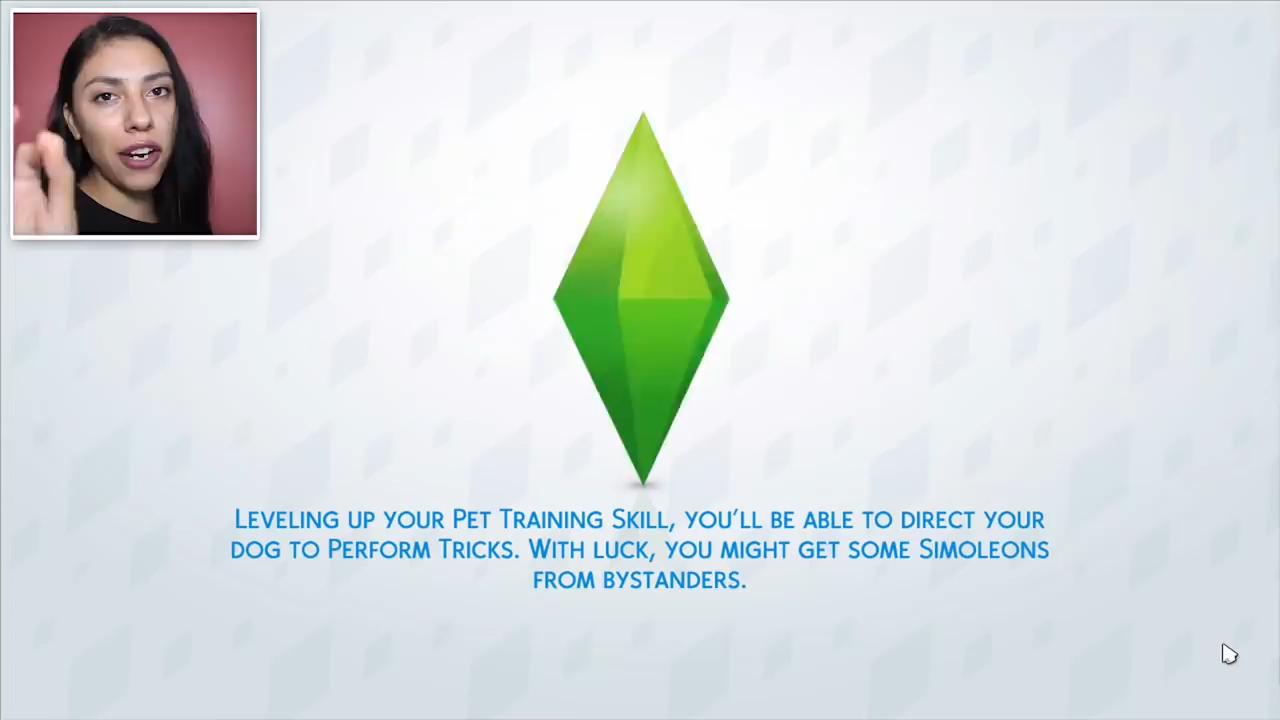 Leveling up your Pet Training Skill, you'll be able to direct your
dog to Perform Tricks. With luck, you might get some Simoleons
from bystanders.